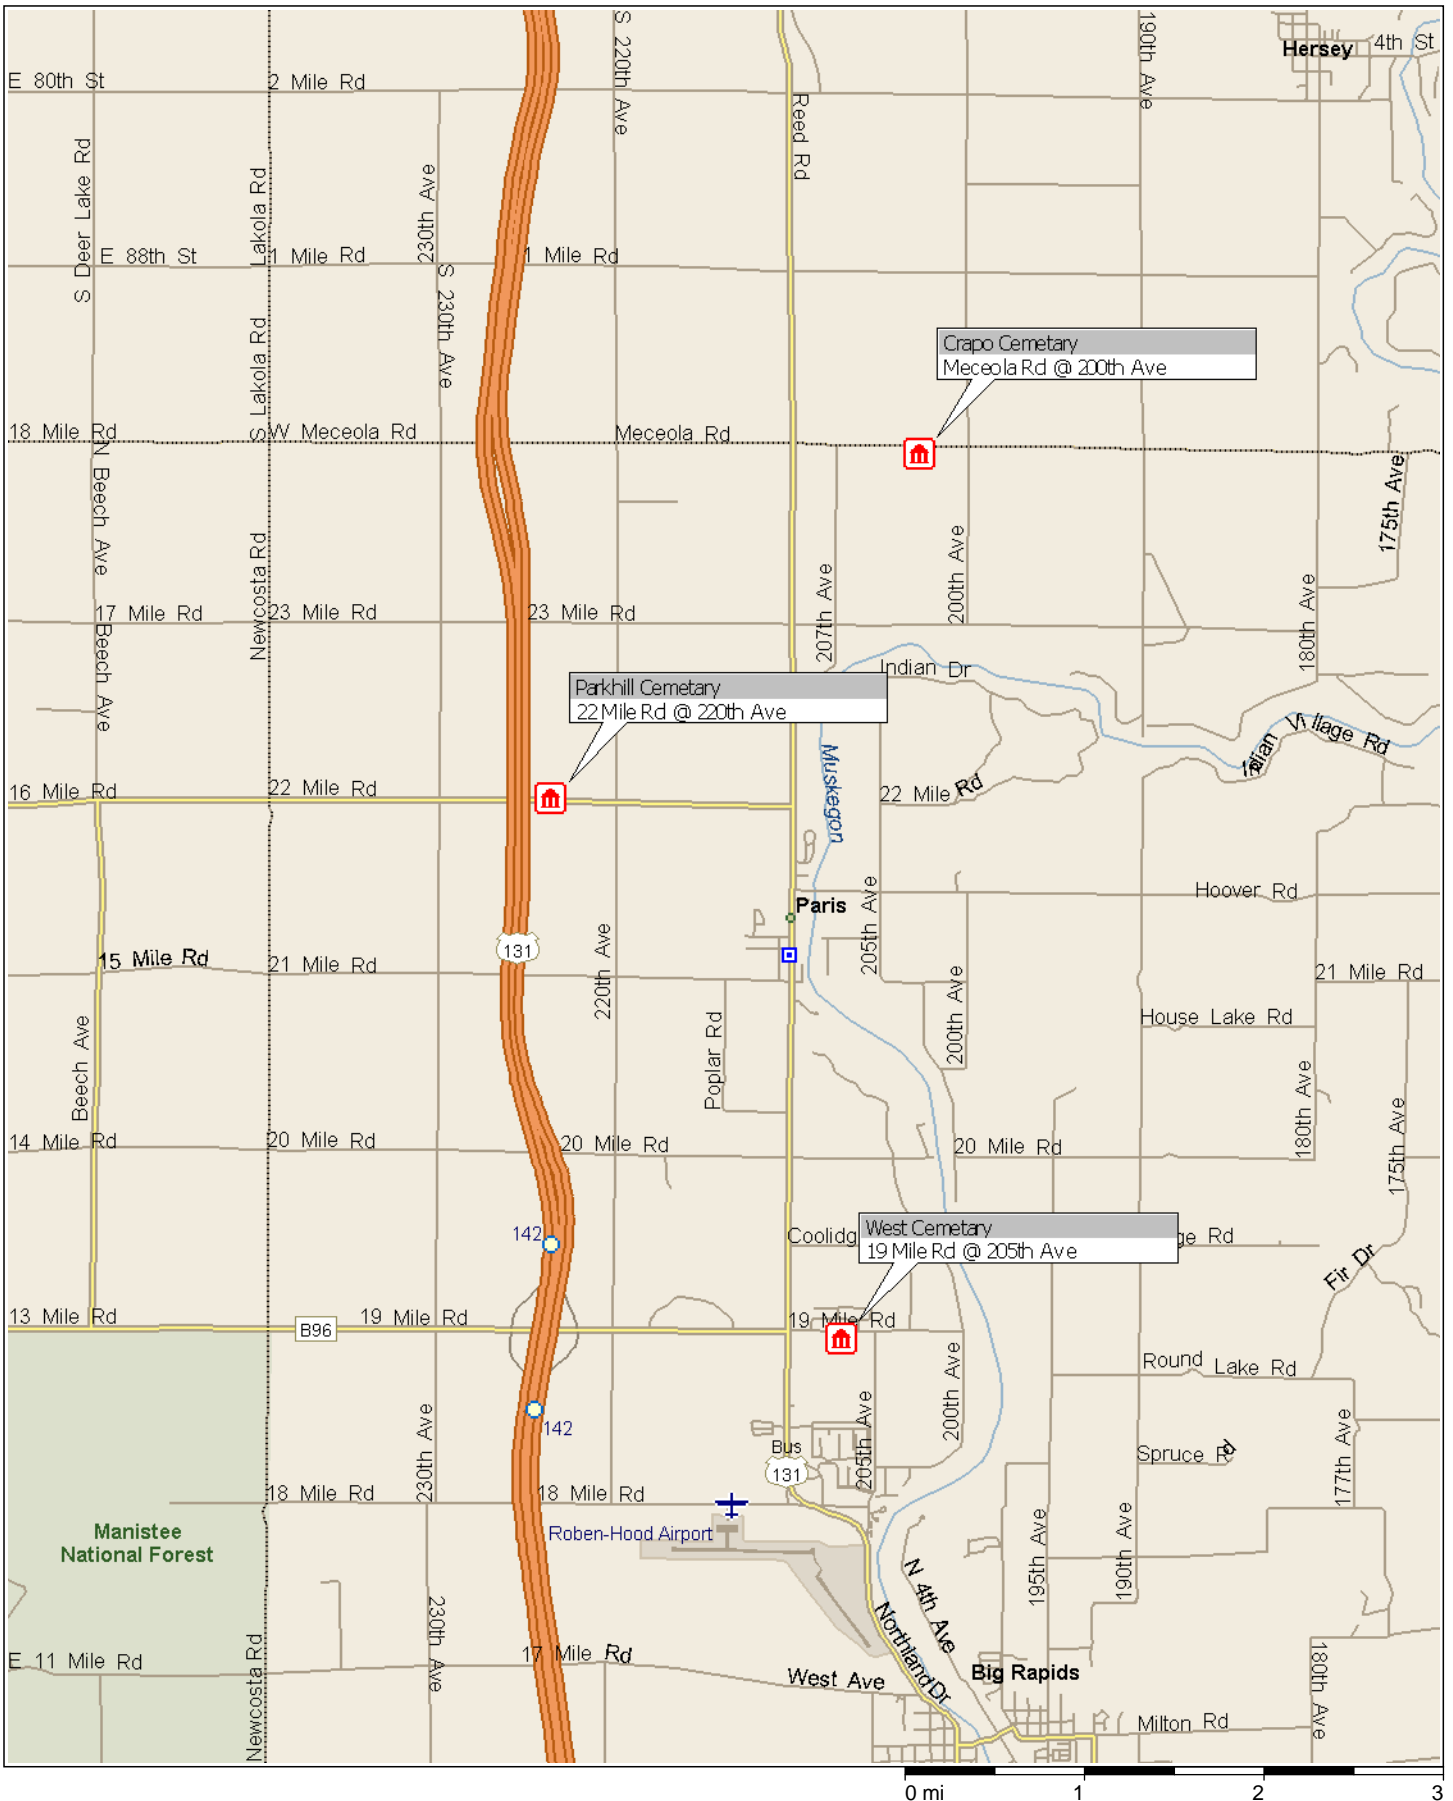 S 220th Ave
190th Ave
Hersey
4th St
E 80th St
2 Mile Rd
Reed Rd
S Deer Lake Rd
S Lakola Rd
230th Ave
E 88th St
1 Mile Rd
1 Mile Rd
S 230th Ave
S Lakola Rd
Crapo Cemetary
Meceola Rd @ 200th Ave
18 Mile Rd
W Meceola Rd
Meceola Rd
N Beech Ave
175th Ave
Newcosta Rd
200th Ave
207th Ave
180th Ave
17 Mile Rd
23 Mile Rd
23 Mile Rd
Beech Ave
Indian Dr
Parkhill Cemetary
22 Mile Rd @ 220th Ave
Indian Village Rd
Muskegon
16 Mile Rd
22 Mile Rd
22 Mile Rd
Hoover Rd
Paris
205th Ave
220th Ave
131
15 Mile Rd
21 Mile Rd
21 Mile Rd
200th Ave
House Lake Rd
Poplar Rd
Beech Ave
180th Ave
175th Ave
14 Mile Rd
20 Mile Rd
20 Mile Rd
20 Mile Rd
142
West Cemetary
19 Mile Rd @ 205th Ave
Coolidg
ge Rd
Fir Dr
13 Mile Rd
B96
19 Mile Rd
19 Mile Rd
Round Lake Rd
200th Ave
205th Ave
230th Ave
142
177th Ave
Bus
131
Spruce Rd
18 Mile Rd
18 Mile Rd
Manistee
National Forest
Roben-Hood Airport
195th Ave
190th Ave
N 4th Ave
Northland Dr
230th Ave
Newcosta Rd
E 11 Mile Rd
17 Mile Rd
West Ave
Big Rapids
180th Ave
Milton Rd
0 mi
1
2
3